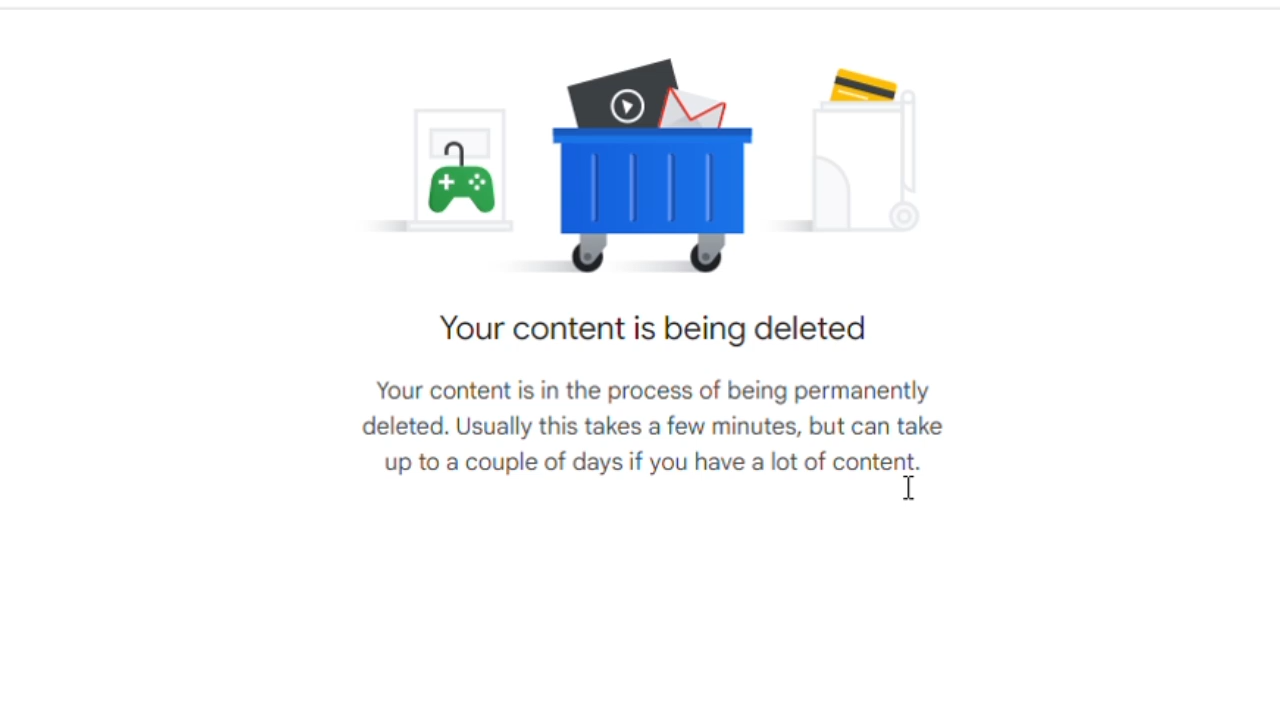 Your content is being deleted
Your content is in the process of being permanently
deleted. Usually this takes a few minutes, but can take
up to a couple of days if you have a lot of content.